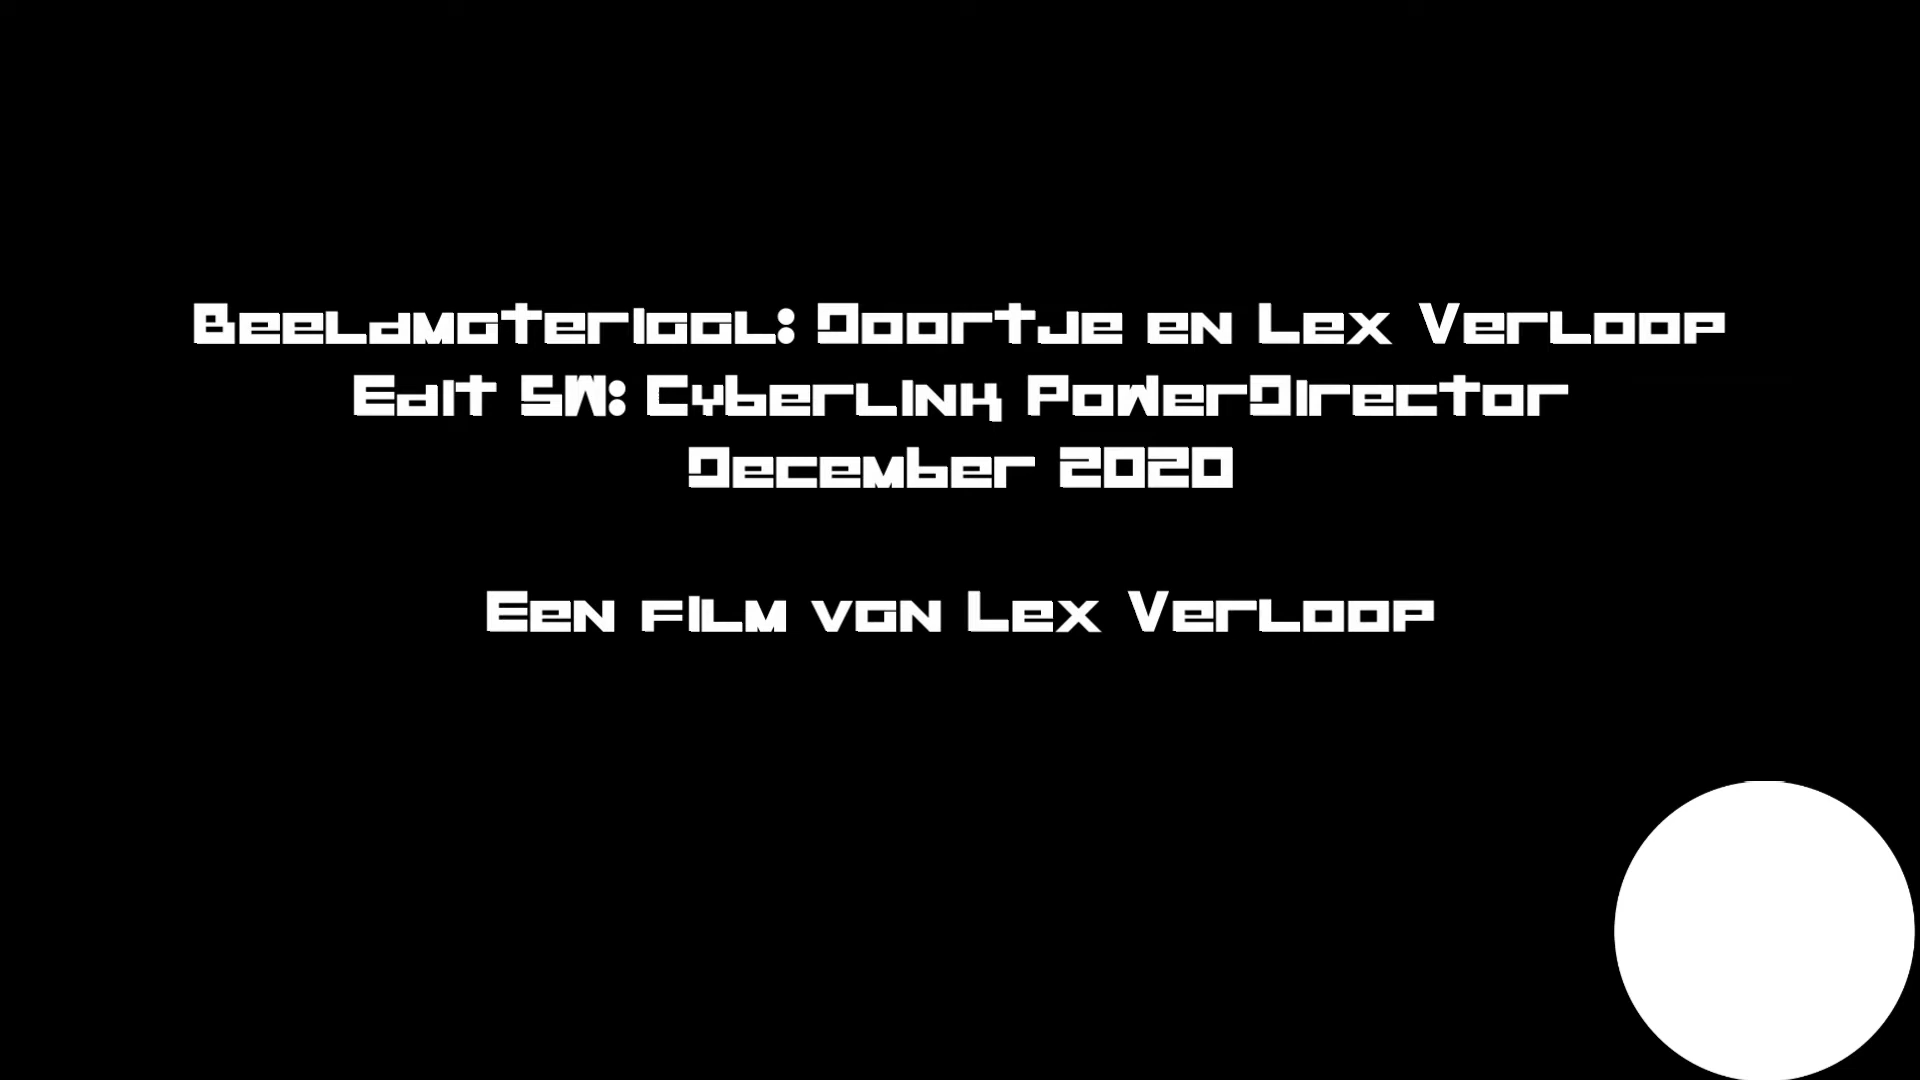 Beeldmateriaal: Doortje en Lex Verloop
Edit SW: Cyberlink PowerDirector
December 2020
Een film van Lex Verloop